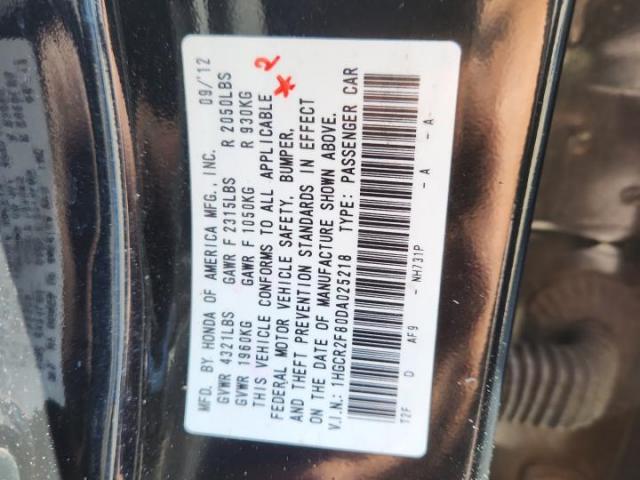 MFD. BY HONDA OF AMERICA MFG., INC. 09/'12
GVWR 4321LBS GAWR F 2315LBS R 2050LBS
GVWR 1960KG GAWR F 1050KG R 930KG
THIS VEHICLE CONFORMS TO ALL APPLICABLE
FEDERAL MOTOR VEHICLE SAFETY, BUMPER,
AND THEFT PREVENTION STANDARDS IN EFFECT
ON THE DATE OF MANUFACTURE SHOWN ABOVE.
V.I.N.: 1HGCR2F80DA025218 TYPE: PASSENGER CAR
T2F D AF9 - NH731P - A - A-
* 2